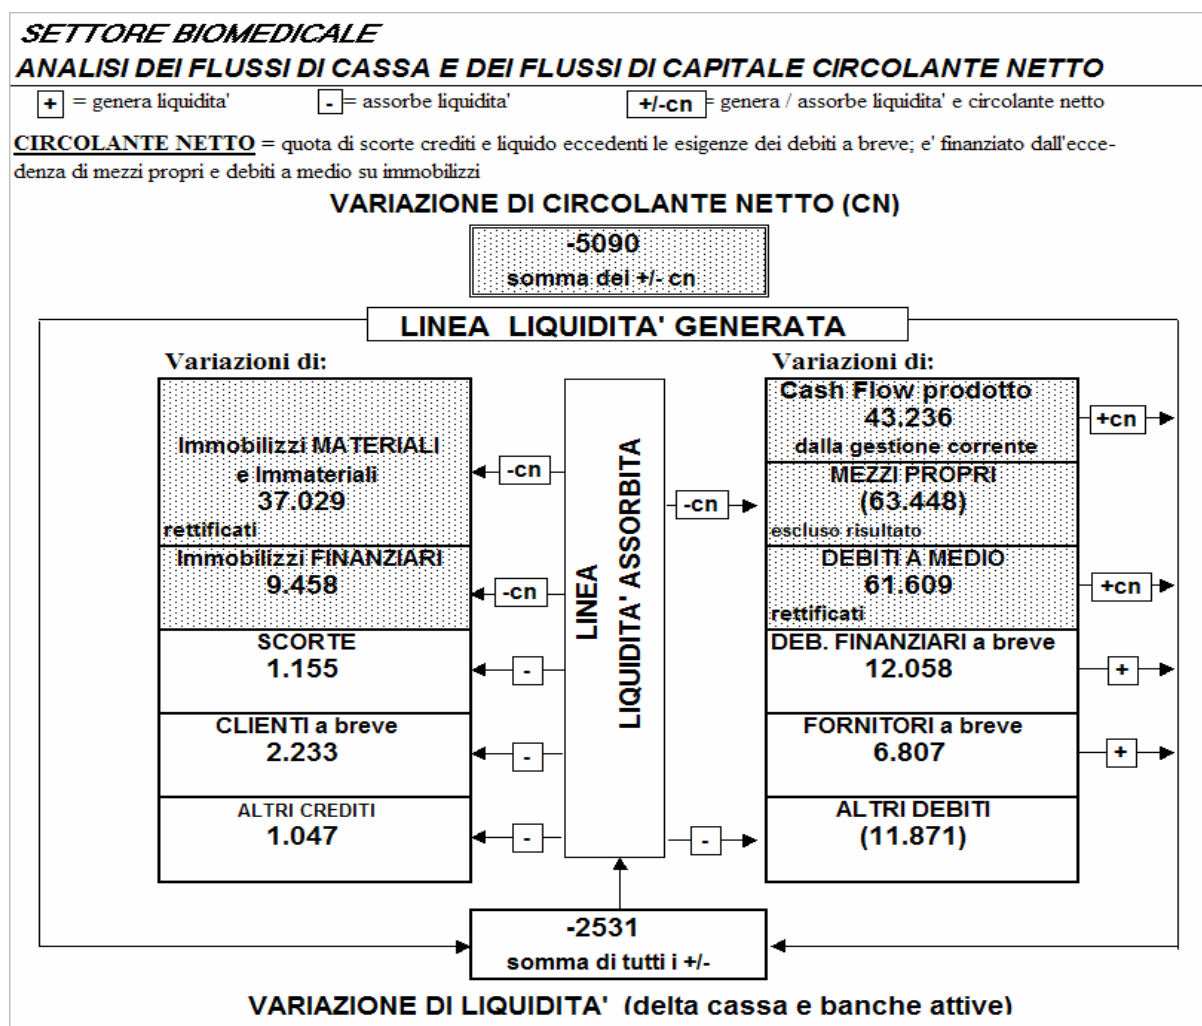 SETTORE BIOMEDICALE
ANALISI DEI FLUSSI DI CASSA E DEI FLUSSI DI CAPITALE CIRCOLANTE NETTO
+ = genera liquidita' - = assorbe liquidita' +/-cn = genera / assorbe liquidita' e circolante netto
CIRCOLANTE NETTO = quota di scorte crediti e liquido eccedenti le esigenze dei debiti a breve; e' finanziato dall'ecce-
denza di mezzi propri e debiti a medio su immobilizzi
VARIAZIONE DI CIRCOLANTE NETTO (CN)
-5090
somma dei +/- cn
LINEA LIQUIDITA' GENERATA
Variazioni di:
Immobilizzi MATERIALI
e Immateriali
37.029
rettificati
-cn
Immobilizzi FINANZIARI
9.458
-cn
SCORTE
1.155
-
CLIENTI a breve
2.233
-
ALTRI CREDITI
1.047
-
LINEA
LIQUIDITA' ASSORBITA
Variazioni di:
Cash Flow prodotto
43.236
dalla gestione corrente
+cn
MEZZI PROPRI
(63.448)
escluso risultato
-cn
DEBITI A MEDIO
61.609
rettificati
+cn
DEB. FINANZIARI a breve
12.058
+
FORNITORI a breve
6.807
+
ALTRI DEBITI
(11.871)
-
-2531
somma di tutti i +/-
VARIAZIONE DI LIQUIDITA' (delta cassa e banche attive)